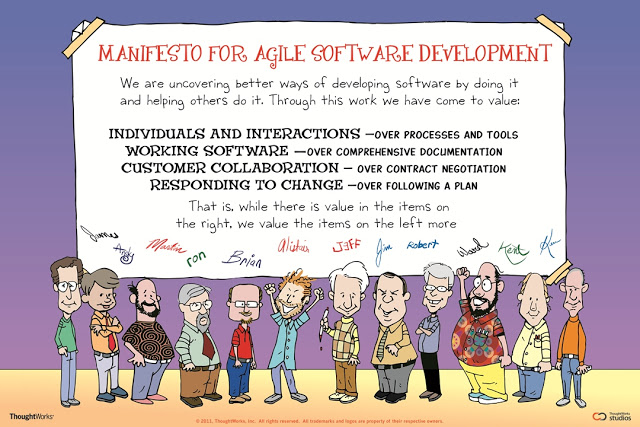 MANIFESTO FOR AGILE SOFTWARE DEVELOPMENT
We are uncovering better ways of developing software by doing it
and helping others do it. Through this work we have come to value:
INDIVIDUALS AND INTERACTIONS —OVER PROCESSES AND TOOLS
WORKING SOFTWARE —OVER COMPREHENSIVE DOCUMENTATION
CUSTOMER COLLABORATION — OVER CONTRACT NEGOTIATION
RESPONDING TO CHANGE —OVER FOLLOWING A PLAN
That is, while there is value in the items on
the right, we value the items on the left more
James Andy Martin ron Brian Alistair JEFF Jim Robert Ward Kent Ken
ThoughtWorks®
© 2012, ThoughtWorks, Inc. All rights reserved. All trademarks and logos are property of their respective owners.
ThoughtWorks
studios